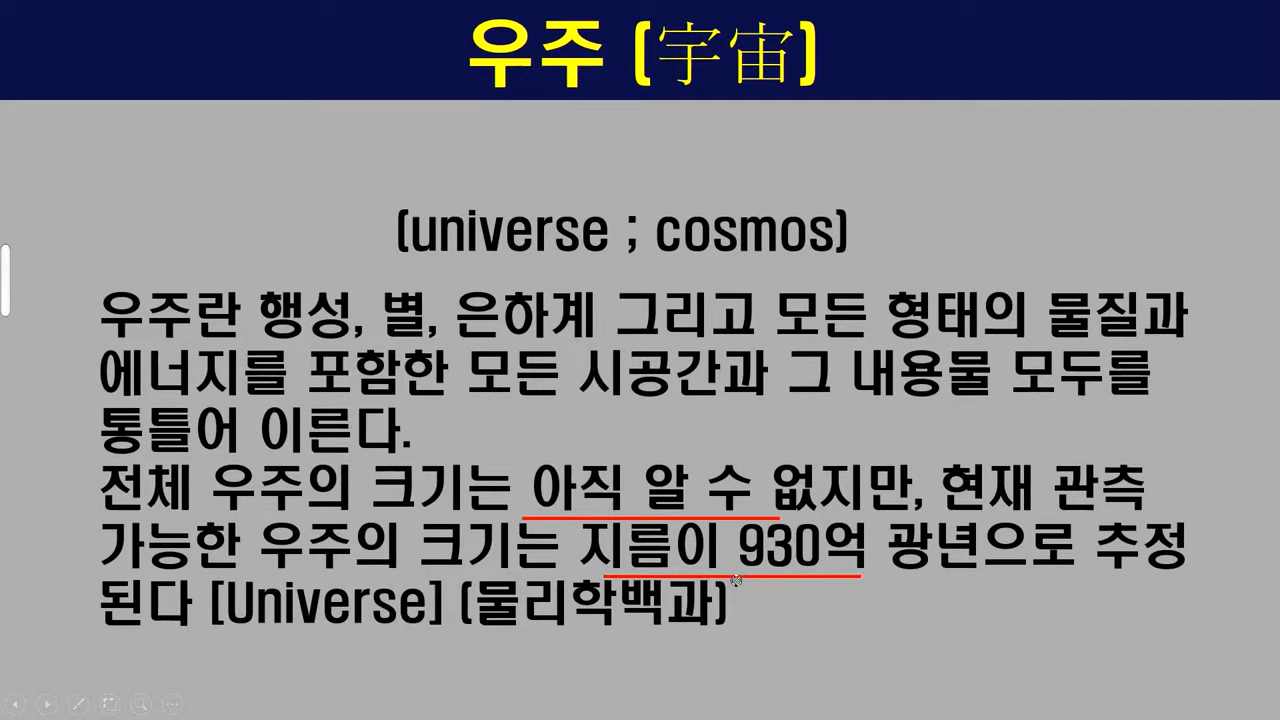 우주 (宇宙)
(universe ; cosmos)
우주란 행성, 별, 은하계 그리고 모든 형태의 물질과
에너지를 포함한 모든 시공간과 그 내용물 모두를
통틀어 이른다.
전체 우주의 크기는 아직 알 수 없지만, 현재 관측
가능한 우주의 크기는 지름이 930억 광년으로 추정
된다 [Universe] (물리학백과)